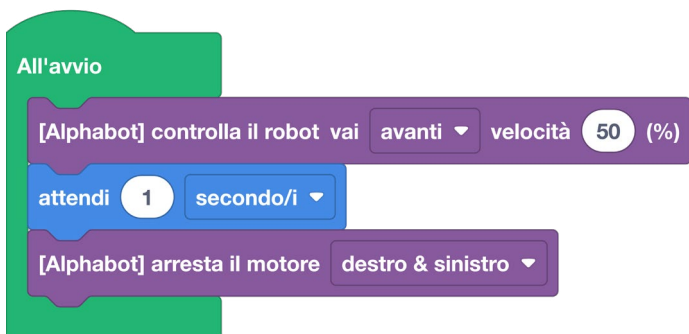 All'avvio
[Alphabot] controlla il robot vai avanti velocità 50 (%)
attendi 1 secondo/i
[Alphabot] arresta il motore destro & sinistro